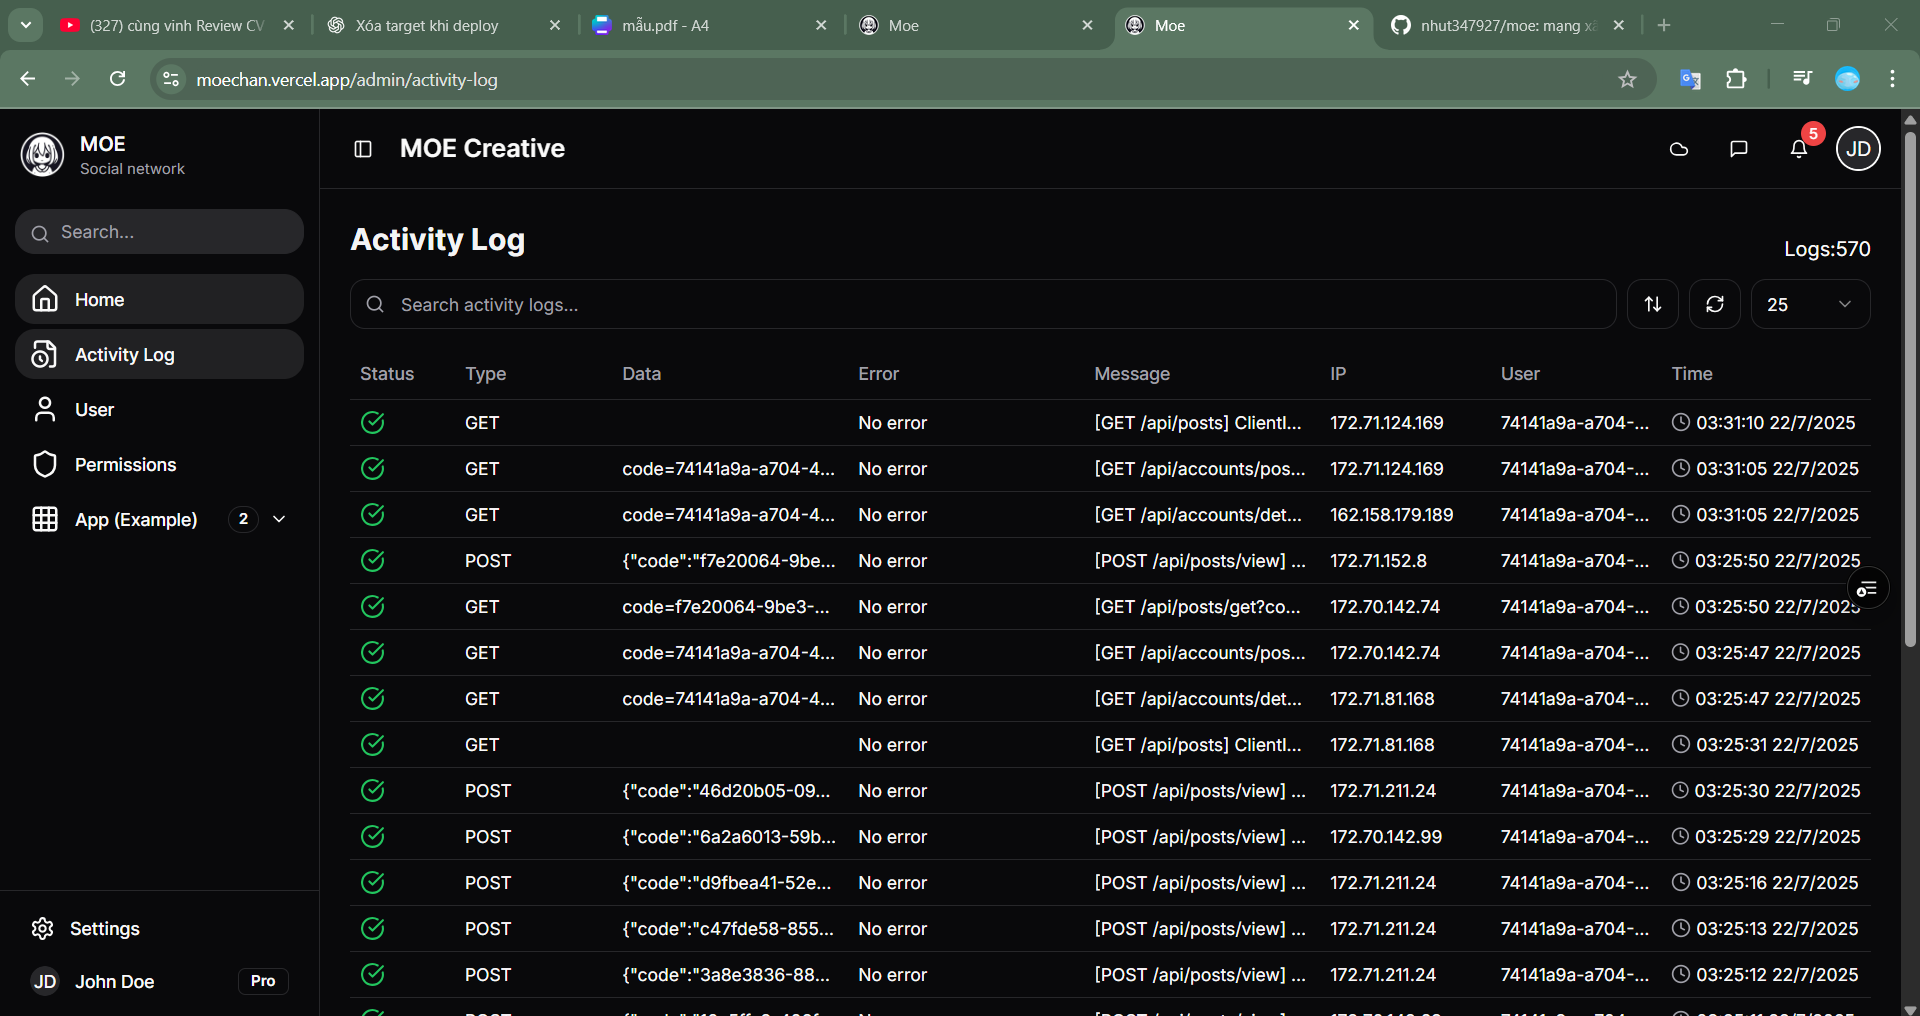 (327) cùng vinh Review CV
Xóa target khi deploy
mẫu.pdf - A4
Moe
Moe
nhut347927/moe: mạng xã
moechan.vercel.app/admin/activity-log
MOE
Social network
MOE Creative
5
JD
Search...
Home
Activity Log
User
Permissions
App (Example) 2
Settings
JD John Doe Pro
Activity Log
Logs:570
Search activity logs...
25
Status Type Data Error Message IP User Time
GET No error [GET /api/posts] ClientI... 172.71.124.169 74141a9a-a704-... 03:31:10 22/7/2025
GET code=74141a9a-a704-4... No error [GET /api/accounts/pos... 172.71.124.169 74141a9a-a704-... 03:31:05 22/7/2025
GET code=74141a9a-a704-4... No error [GET /api/accounts/det... 162.158.179.189 74141a9a-a704-... 03:31:05 22/7/2025
POST {"code":"f7e20064-9be... No error [POST /api/posts/view] ... 172.71.152.8 74141a9a-a704-... 03:25:50 22/7/2025
GET code=f7e20064-9be3-... No error [GET /api/posts/get?co... 172.70.142.74 74141a9a-a704-... 03:25:50 22/7/2025
GET code=74141a9a-a704-4... No error [GET /api/accounts/pos... 172.70.142.74 74141a9a-a704-... 03:25:47 22/7/2025
GET code=74141a9a-a704-4... No error [GET /api/accounts/det... 172.71.81.168 74141a9a-a704-... 03:25:47 22/7/2025
GET No error [GET /api/posts] ClientI... 172.71.81.168 74141a9a-a704-... 03:25:31 22/7/2025
POST {"code":"46d20b05-09... No error [POST /api/posts/view] ... 172.71.211.24 74141a9a-a704-... 03:25:30 22/7/2025
POST {"code":"6a2a6013-59b... No error [POST /api/posts/view] ... 172.70.142.99 74141a9a-a704-... 03:25:29 22/7/2025
POST {"code":"d9fbea41-52e... No error [POST /api/posts/view] ... 172.71.211.24 74141a9a-a704-... 03:25:16 22/7/2025
POST {"code":"c47fde58-855... No error [POST /api/posts/view] ... 172.71.211.24 74141a9a-a704-... 03:25:13 22/7/2025
POST {"code":"3a8e3836-88... No error [POST /api/posts/view] ... 172.71.211.24 74141a9a-a704-... 03:25:12 22/7/2025